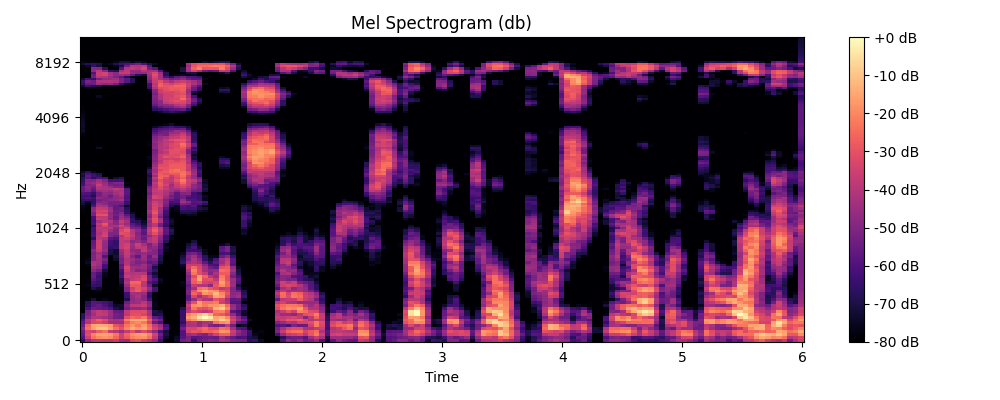 Mel Spectrogram (db)
8192
4096
2048
1024
512
0
Hz
0 1 2 3 4 5 6
Time
+0 dB
-10 dB
-20 dB
-30 dB
-40 dB
-50 dB
-60 dB
-70 dB
-80 dB